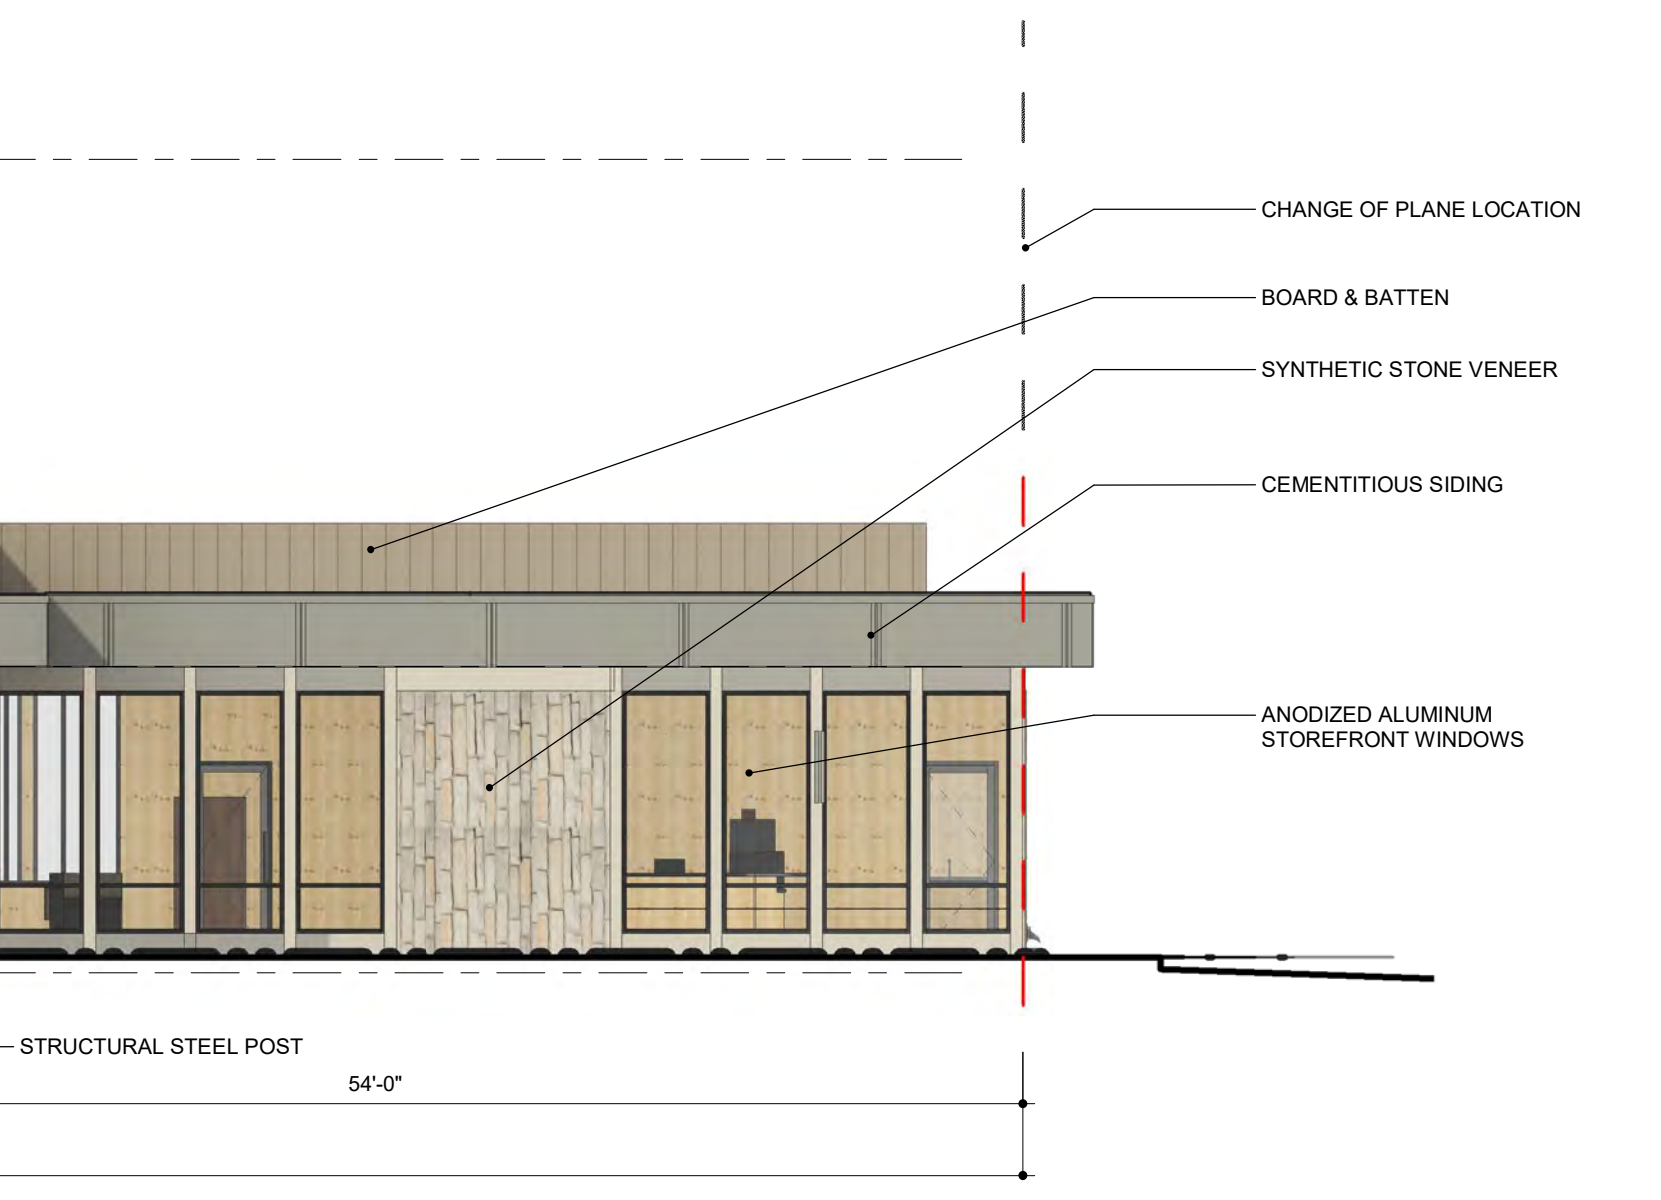 CHANGE OF PLANE LOCATION
BOARD & BATTEN
SYNTHETIC STONE VENEER
CEMENTITIOUS SIDING
ANODIZED ALUMINUM
STOREFRONT WINDOWS
STRUCTURAL STEEL POST
54'-0"